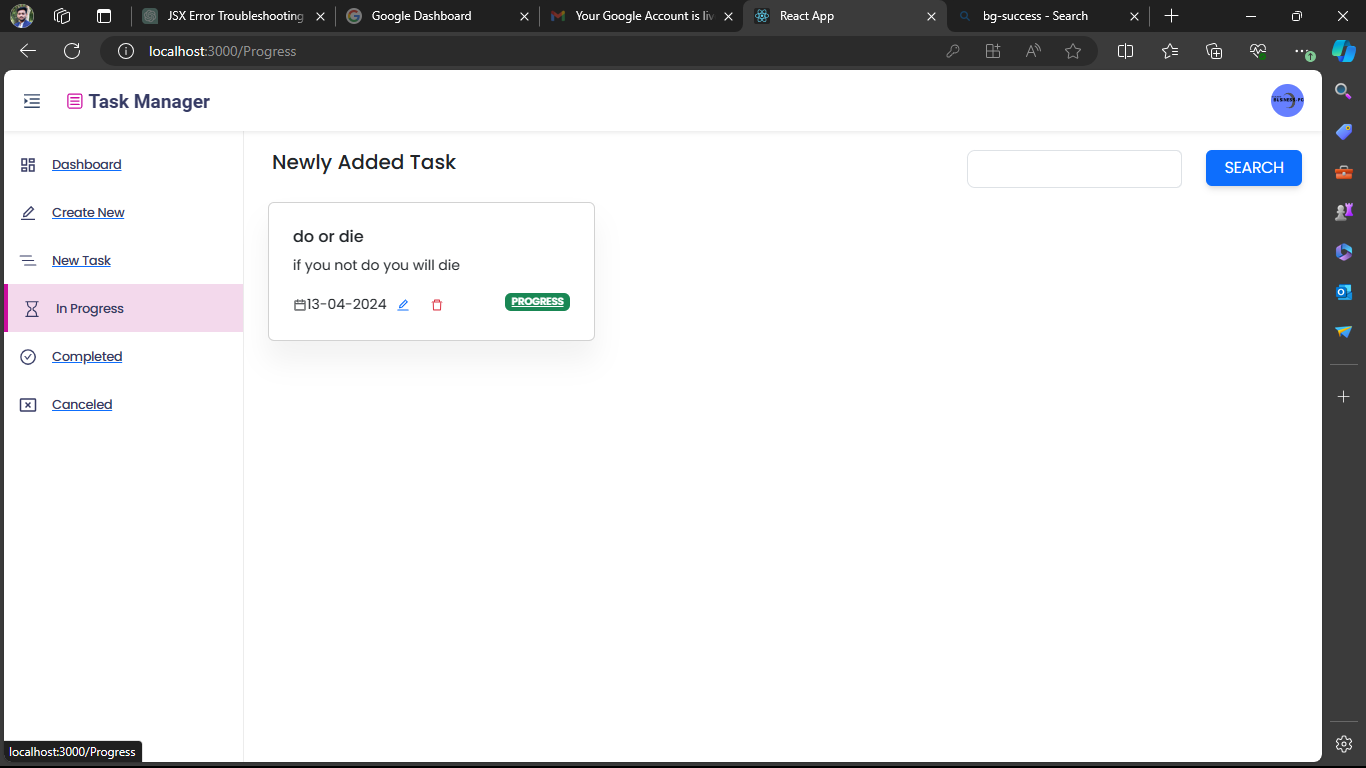 JSX Error Troubleshooting
Google Dashboard
Your Google Account is liv
React App
bg-success - Search
localhost:3000/Progress
Task Manager
Dashboard
Create New
New Task
In Progress
Completed
Canceled
Newly Added Task
SEARCH
do or die
if you not do you will die
13-04-2024
PROGRESS
localhost:3000/Progress